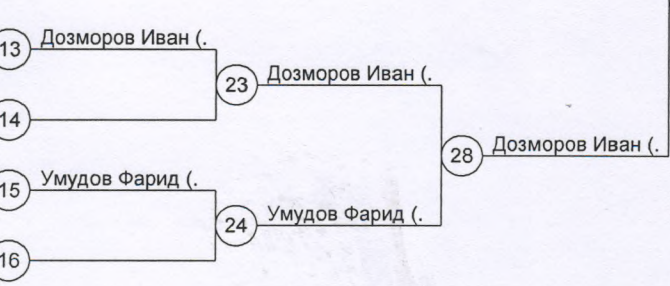 13 Дозморов Иван (.
23 Дозморов Иван (.
14
28 Дозморов Иван (.
15 Умудов Фарид (.
24 Умудов Фарид (.
16